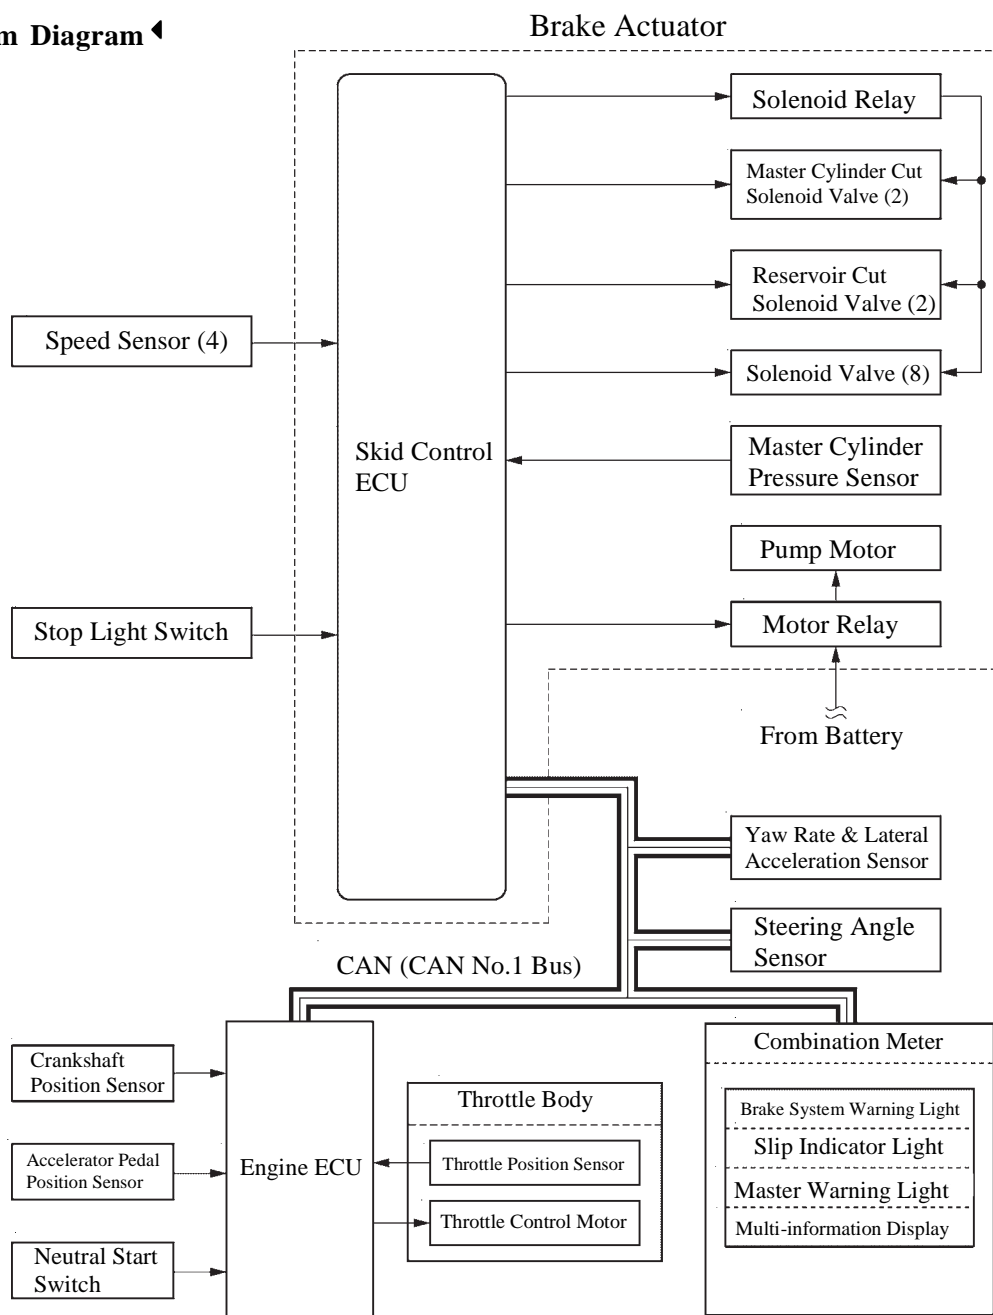 m Diagram
Brake Actuator
Solenoid Relay
Master Cylinder Cut
Solenoid Valve (2)
Reservoir Cut
Solenoid Valve (2)
Speed Sensor (4)
Solenoid Valve (8)
Skid Control
ECU
Master Cylinder
Pressure Sensor
Pump Motor
Stop Light Switch
Motor Relay
From Battery
Yaw Rate & Lateral
Acceleration Sensor
Steering Angle
Sensor
CAN (CAN No.1 Bus)
Crankshaft
Position Sensor
Accelerator Pedal
Position Sensor
Neutral Start
Switch
Engine ECU
Throttle Body
Throttle Position Sensor
Throttle Control Motor
Combination Meter
Brake System Warning Light
Slip Indicator Light
Master Warning Light
Multi-information Display